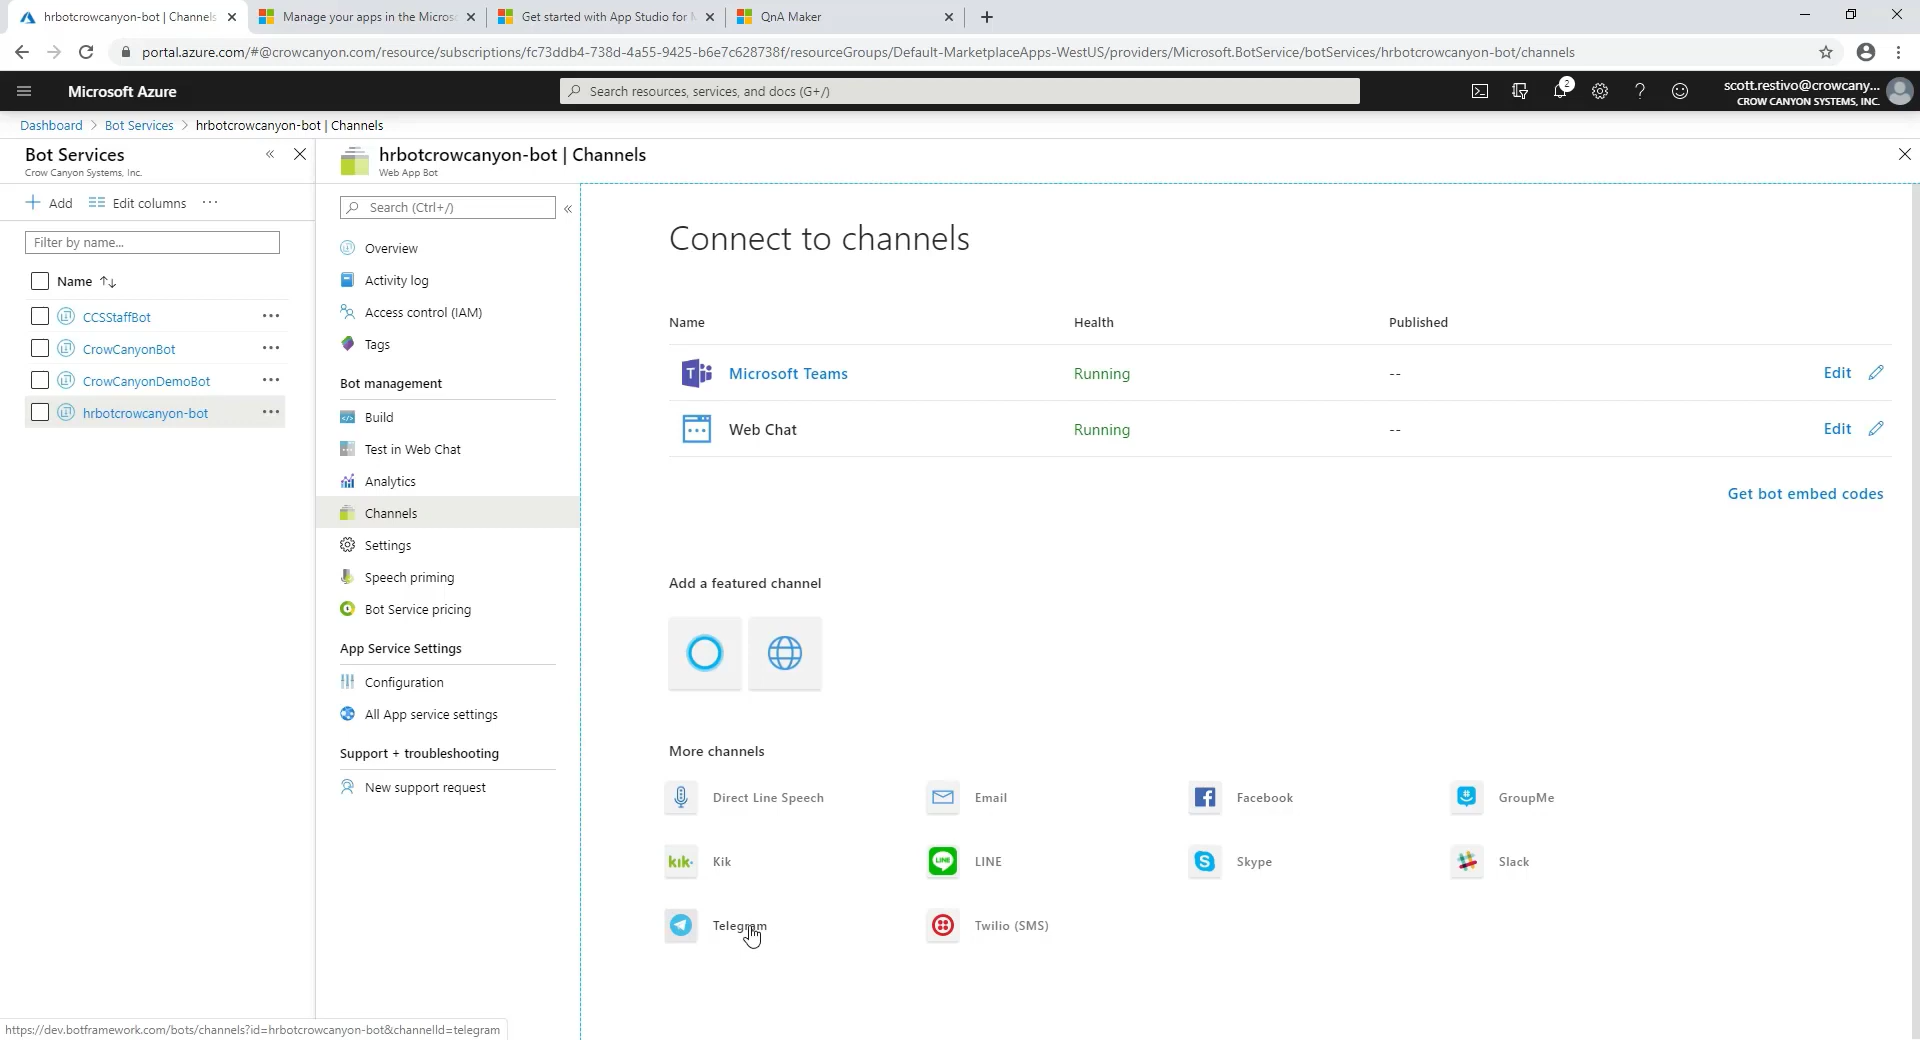 hrbotcrowcanyon-bot | Channels
Manage your apps in the Microso
Get started with App Studio for M
QnA Maker
portal.azure.com/#@crowcanyon.com/resource/subscriptions/fc73ddb4-738d-4a55-9425-b6e7c628738f/resourceGroups/Default-MarketplaceApps-WestUS/providers/Microsoft.BotService/botServices/hrbotcrowcanyon-bot/channels
Microsoft Azure
Search resources, services, and docs (G+/)
2
scott.restivo@crowcany...
CROW CANYON SYSTEMS, INC.
Dashboard > Bot Services > hrbotcrowcanyon-bot | Channels
Bot Services
Crow Canyon Systems, Inc.
Add
Edit columns
Filter by name...
Name
CCSStaffBot
CrowCanyonBot
CrowCanyonDemoBot
hrbotcrowcanyon-bot
hrbotcrowcanyon-bot | Channels
Web App Bot
Search (Ctrl+/)
Overview
Activity log
Access control (IAM)
Tags
Bot management
Build
Test in Web Chat
Analytics
Channels
Settings
Speech priming
Bot Service pricing
App Service Settings
Configuration
All App service settings
Support + troubleshooting
New support request
Connect to channels
Name Health Published
Microsoft Teams Running -- Edit
Web Chat Running -- Edit
Get bot embed codes
Add a featured channel
More channels
Direct Line Speech
Email
Facebook
GroupMe
kik. Kik
LINE LINE
Skype
Slack
Telegram
Twilio (SMS)
https://dev.botframework.com/bots/channels?id=hrbotcrowcanyon-bot&channelId=telegram